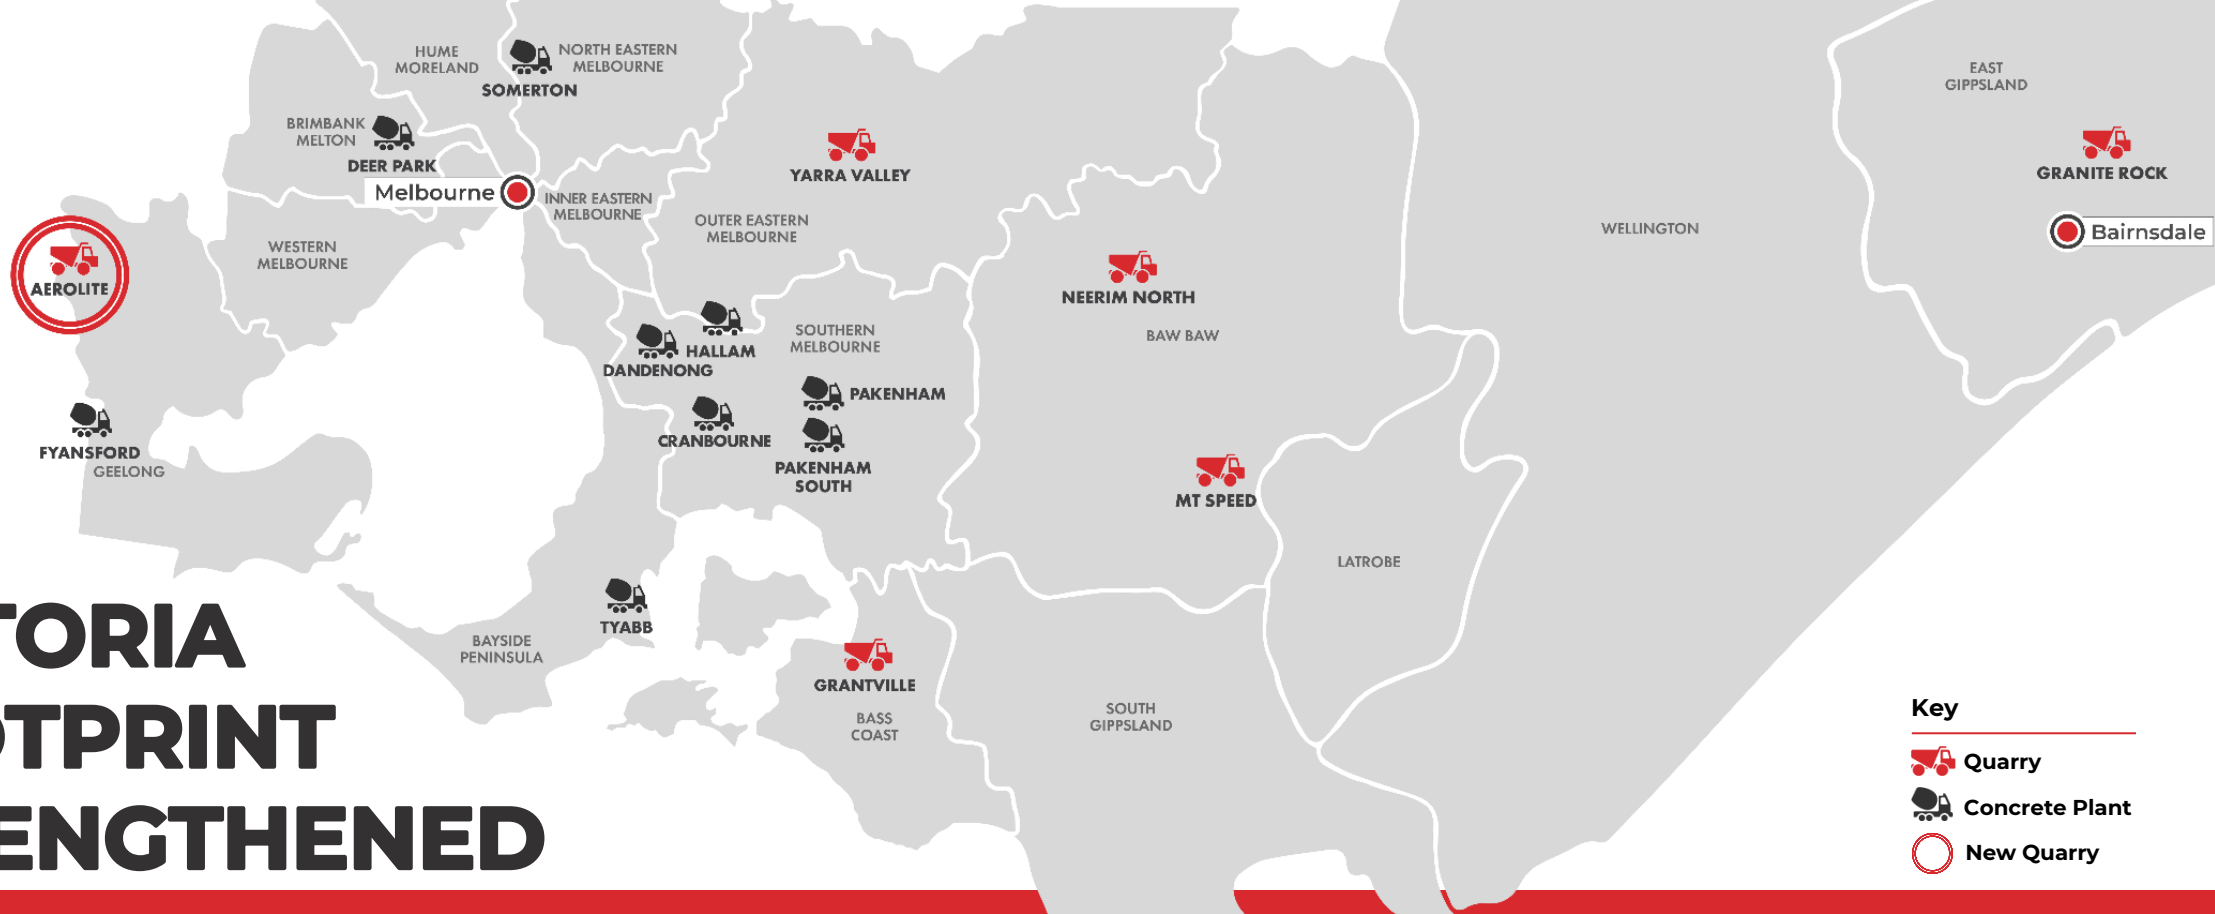 HUME
MORELAND
NORTH EASTERN
MELBOURNE
SOMERTON
BRIMBANK
MELTON
DEER PARK
Melbourne
INNER EASTERN
MELBOURNE
YARRA VALLEY
OUTER EASTERN
MELBOURNE
EAST
GIPPSLAND
GRANITE ROCK
Bairnsdale
WELLINGTON
WESTERN
MELBOURNE
AEROLITE
NEERIM NORTH
BAW BAW
HALLAM
DANDENONG
SOUTHERN
MELBOURNE
PAKENHAM
CRANBOURNE
PAKENHAM
SOUTH
FYANSFORD
GEELONG
MT SPEED
LATROBE
TYABB
BAYSIDE
PENINSULA
GRANTVILLE
BASS
COAST
SOUTH
GIPPSLAND
TORIA
OTPRINT
ENGTHENED
Key
Quarry
Concrete Plant
New Quarry